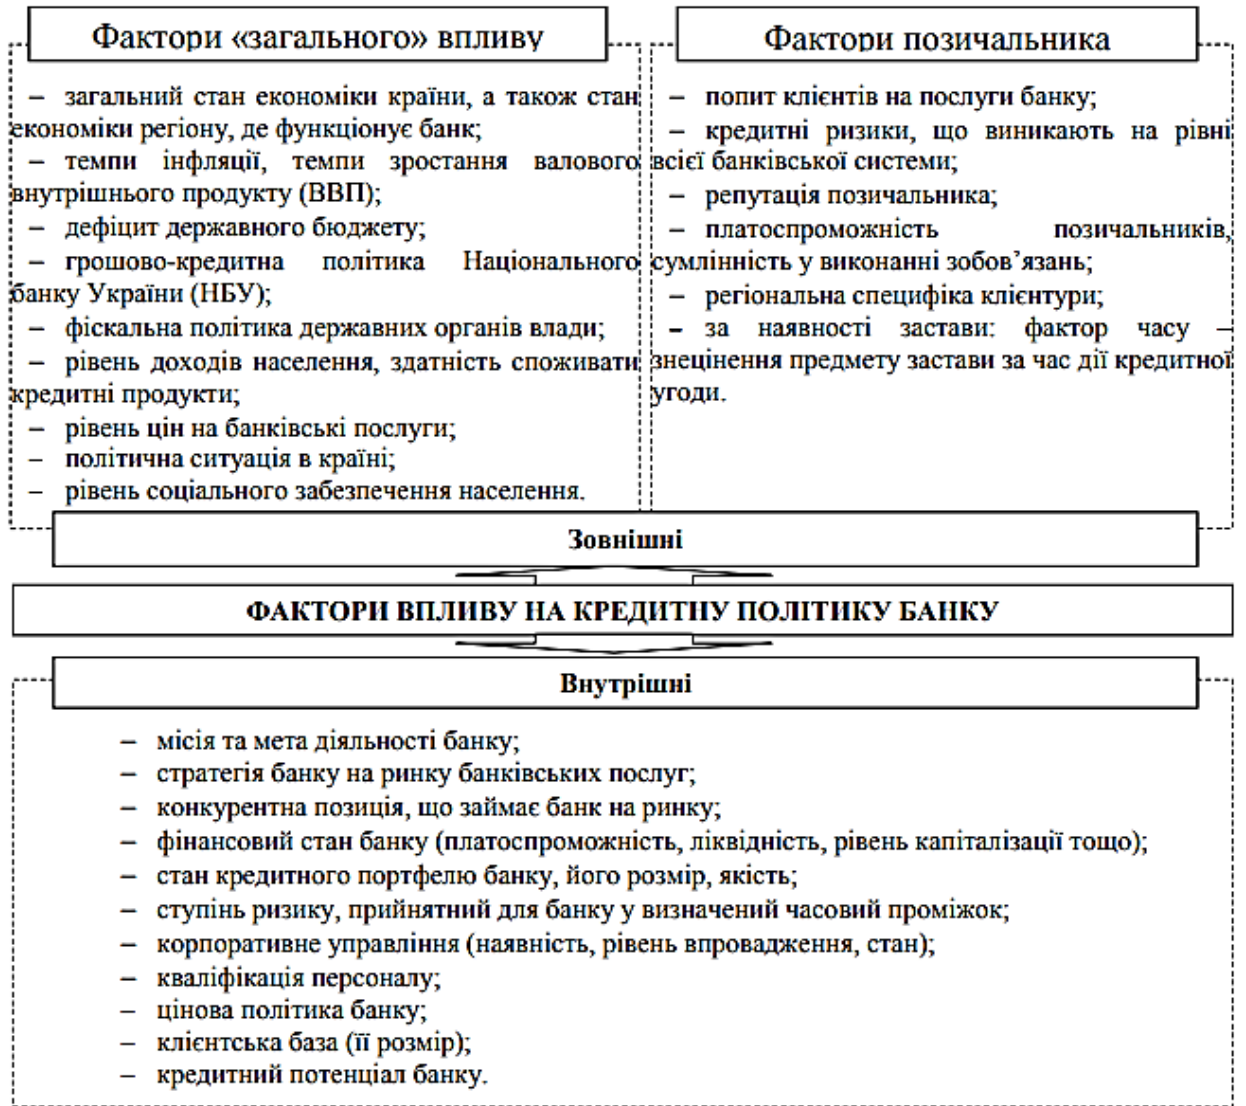 Фактори «загального» впливу
– загальний стан економіки країни, а також стан
економіки регіону, де функціонує банк;
– темпи інфляції, темпи зростання валового
внутрішнього продукту (ВВП);
– дефіцит державного бюджету;
– грошово-кредитна політика Національного
банку України (НБУ);
– фіскальна політика державних органів влади;
– рівень доходів населення, здатність споживати
кредитні продукти;
– рівень цін на банківські послуги;
– політична ситуація в країні;
– рівень соціального забезпечення населення.
Фактори позичальника
– попит клієнтів на послуги банку;
– кредитні ризики, що виникають на рівні
всієї банківської системи;
– репутація позичальника;
– платоспроможність позичальників,
сумлінність у виконанні зобов’язань;
– регіональна специфіка клієнтури;
– за наявності застави: фактор часу –
знецінення предмету застави за час дії кредитної
угоди.
Зовнішні
ФАКТОРИ ВПЛИВУ НА КРЕДИТНУ ПОЛІТИКУ БАНКУ
Внутрішні
– місія та мета діяльності банку;
– стратегія банку на ринку банківських послуг;
– конкурентна позиція, що займає банк на ринку;
– фінансовий стан банку (платоспроможність, ліквідність, рівень капіталізації тощо);
– стан кредитного портфелю банку, його розмір, якість;
– ступінь ризику, прийнятний для банку у визначений часовий проміжок;
– корпоративне управління (наявність, рівень впровадження, стан);
– кваліфікація персоналу;
– цінова політика банку;
– клієнтська база (її розмір);
– кредитний потенціал банку.